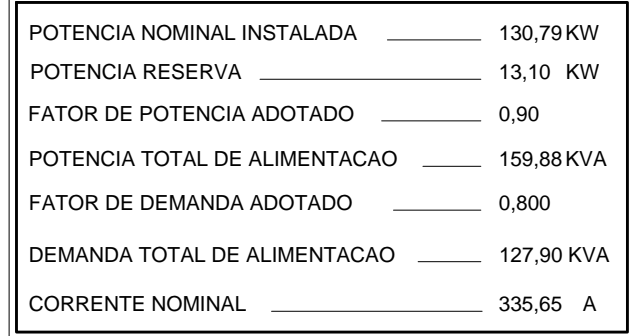 POTENCIA NOMINAL INSTALADA 130,79 KW
POTENCIA RESERVA 13,10 KW
FATOR DE POTENCIA ADOTADO 0,90
POTENCIA TOTAL DE ALIMENTACAO 159,88 KVA
FATOR DE DEMANDA ADOTADO 0,800
DEMANDA TOTAL DE ALIMENTACAO 127,90 KVA
CORRENTE NOMINAL 335,65 A